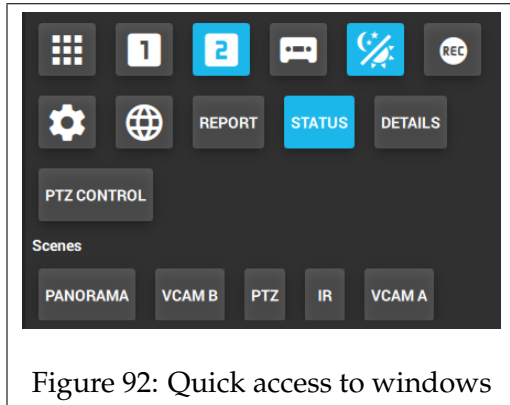 1 2 REC
REPORT STATUS DETAILS
PTZ CONTROL
Scenes
PANORAMA VCAM B PTZ IR VCAM A
Figure 92: Quick access to windows